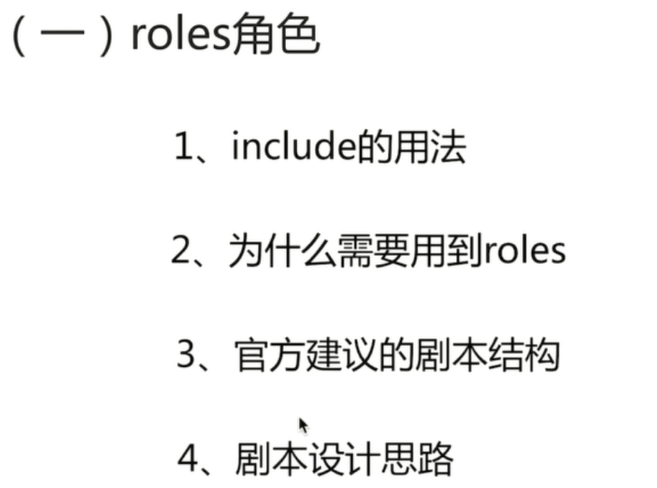 （一）roles角色
1、include的用法
2、为什么需要用到roles
3、官方建议的剧本结构
4、剧本设计思路